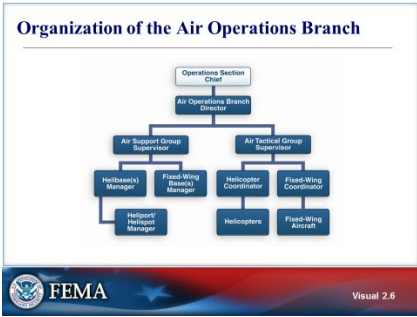 Organization of the Air Operations Branch
Operations Section
Chief
Air Operations Branch
Director
Air Support Group
Supervisor
Air Tactical Group
Supervisor
Helibase(s)
Manager
Fixed-Wing
Base(s)
Manager
Helicopter
Coordinator
Fixed-Wing
Coordinator
Heliport/
Helispot
Manager
Helicopters
Fixed-Wing
Aircraft
FEMA
Visual 2.6